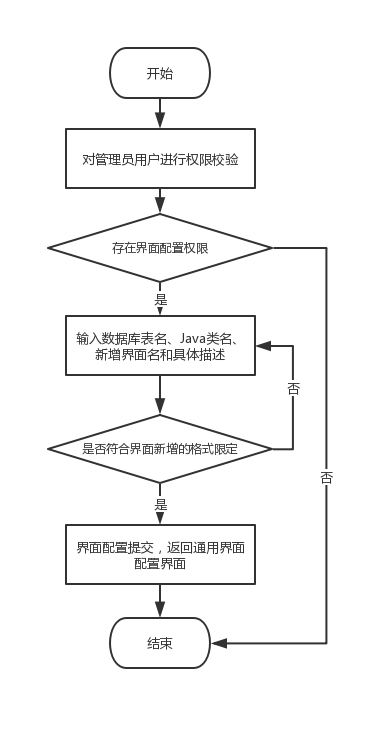 开始
对管理员用户进行权限校验
存在界面配置权限
是
输入数据库表名、Java类名、
新增界面名和具体描述
否
是否符合界面新增的格式限定
否
是
界面配置提交，返回通用界面
配置界面
结束